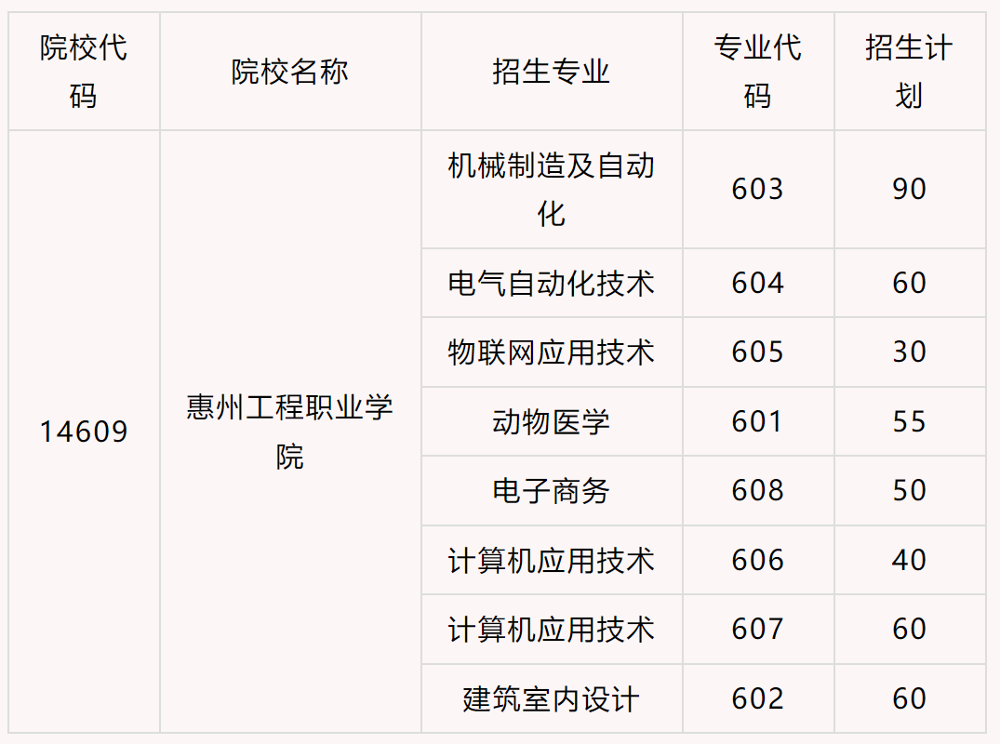 院校代
码
院校名称
招生专业
专业代
码
招生计
划
14609
惠州工程职业学
院
机械制造及自动
化
603
90
电气自动化技术
604
60
物联网应用技术
605
30
动物医学
601
55
电子商务
608
50
计算机应用技术
606
40
计算机应用技术
607
60
建筑室内设计
602
60